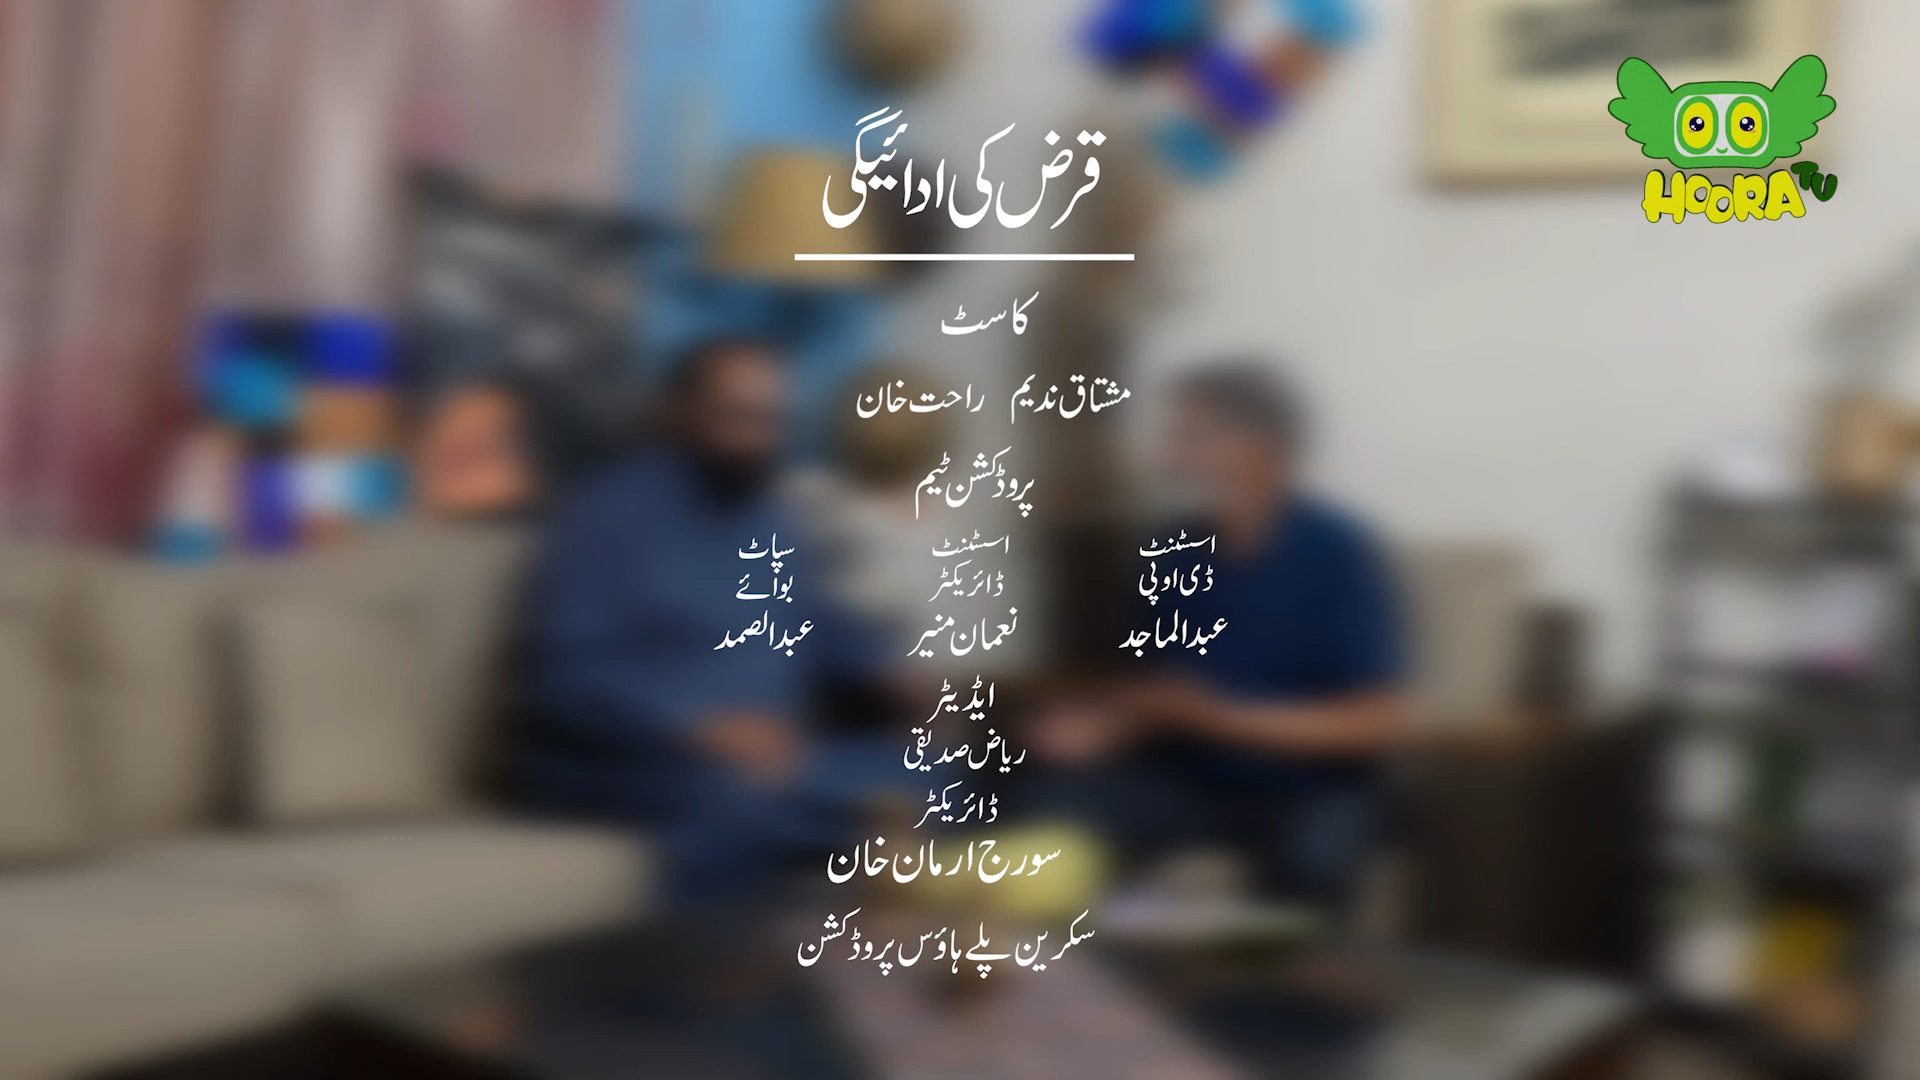 قرض کی ادائیگی
HOORA TV
کاسٹ
مشتاق ندیم   راحت خان
پروڈکشن ٹیم
اسسٹنٹ ڈی او پی
عبدالماجد
اسسٹنٹ ڈائریکٹر
نعمان منیر
سپاٹ بوائے
عبدالصمد
ایڈیٹر
ریاض صدیقی
ڈائریکٹر
سورج ارمان خان
سکرین پلے ہاؤس پروڈکشن